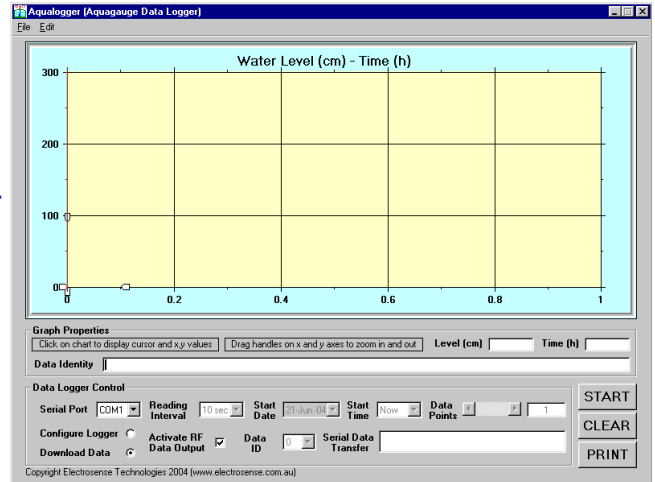 Aqualogger (Aquagauge Data Logger)
File Edit
Water Level (cm) - Time (h)
300
200
100
0
0 0.2 0.4 0.6 0.8 1
Graph Properties
Click on chart to display cursor and x,y values Drag handles on x and y axes to zoom in and out Level (cm) Time (h)
Data Identity
Data Logger Control
Serial Port COM1 Reading Interval 10 sec Start Date 21-Jun-04 Start Time Now Data Points 1
Configure Logger
Download Data
Activate RF Data Output Data ID 0 Serial Data Transfer
START
CLEAR
PRINT
Copyright Electrosense Technologies 2004 (www.electrosense.com.au)